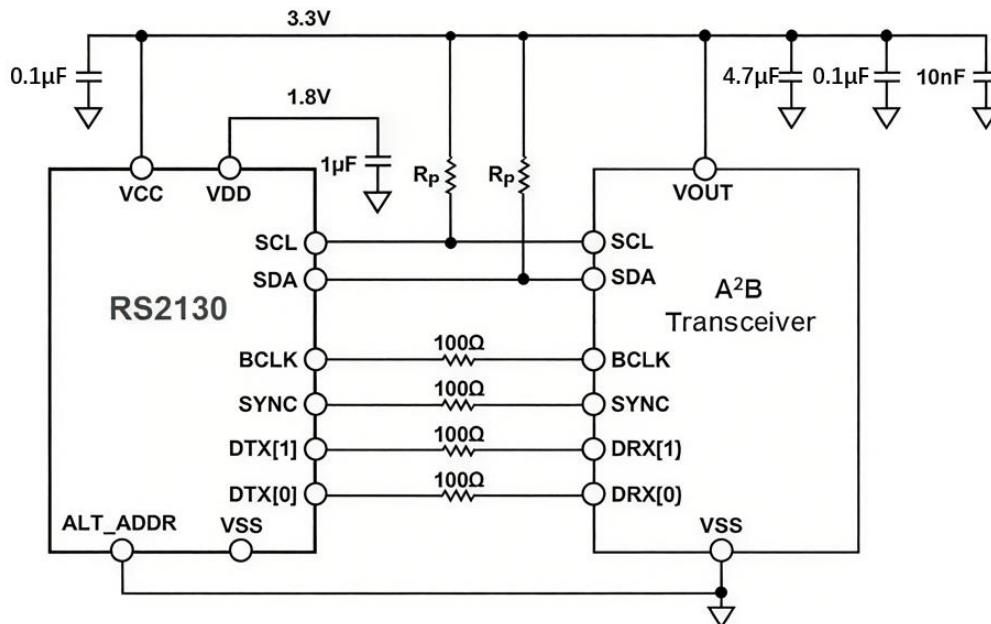 3.3V
0.1µF
4.7µF
0.1µF
10nF
1.8V
1µF
Rp
Rp
VCC
VDD
VOUT
SCL
SCL
SDA
SDA
RS2130
A²B
Transceiver
100Ω
BCLK
BCLK
100Ω
SYNC
SYNC
100Ω
DTX[1]
DRX[1)
100Ω
DTX[0]
DRX[0)
ALT_ADDR
VSS
VSS